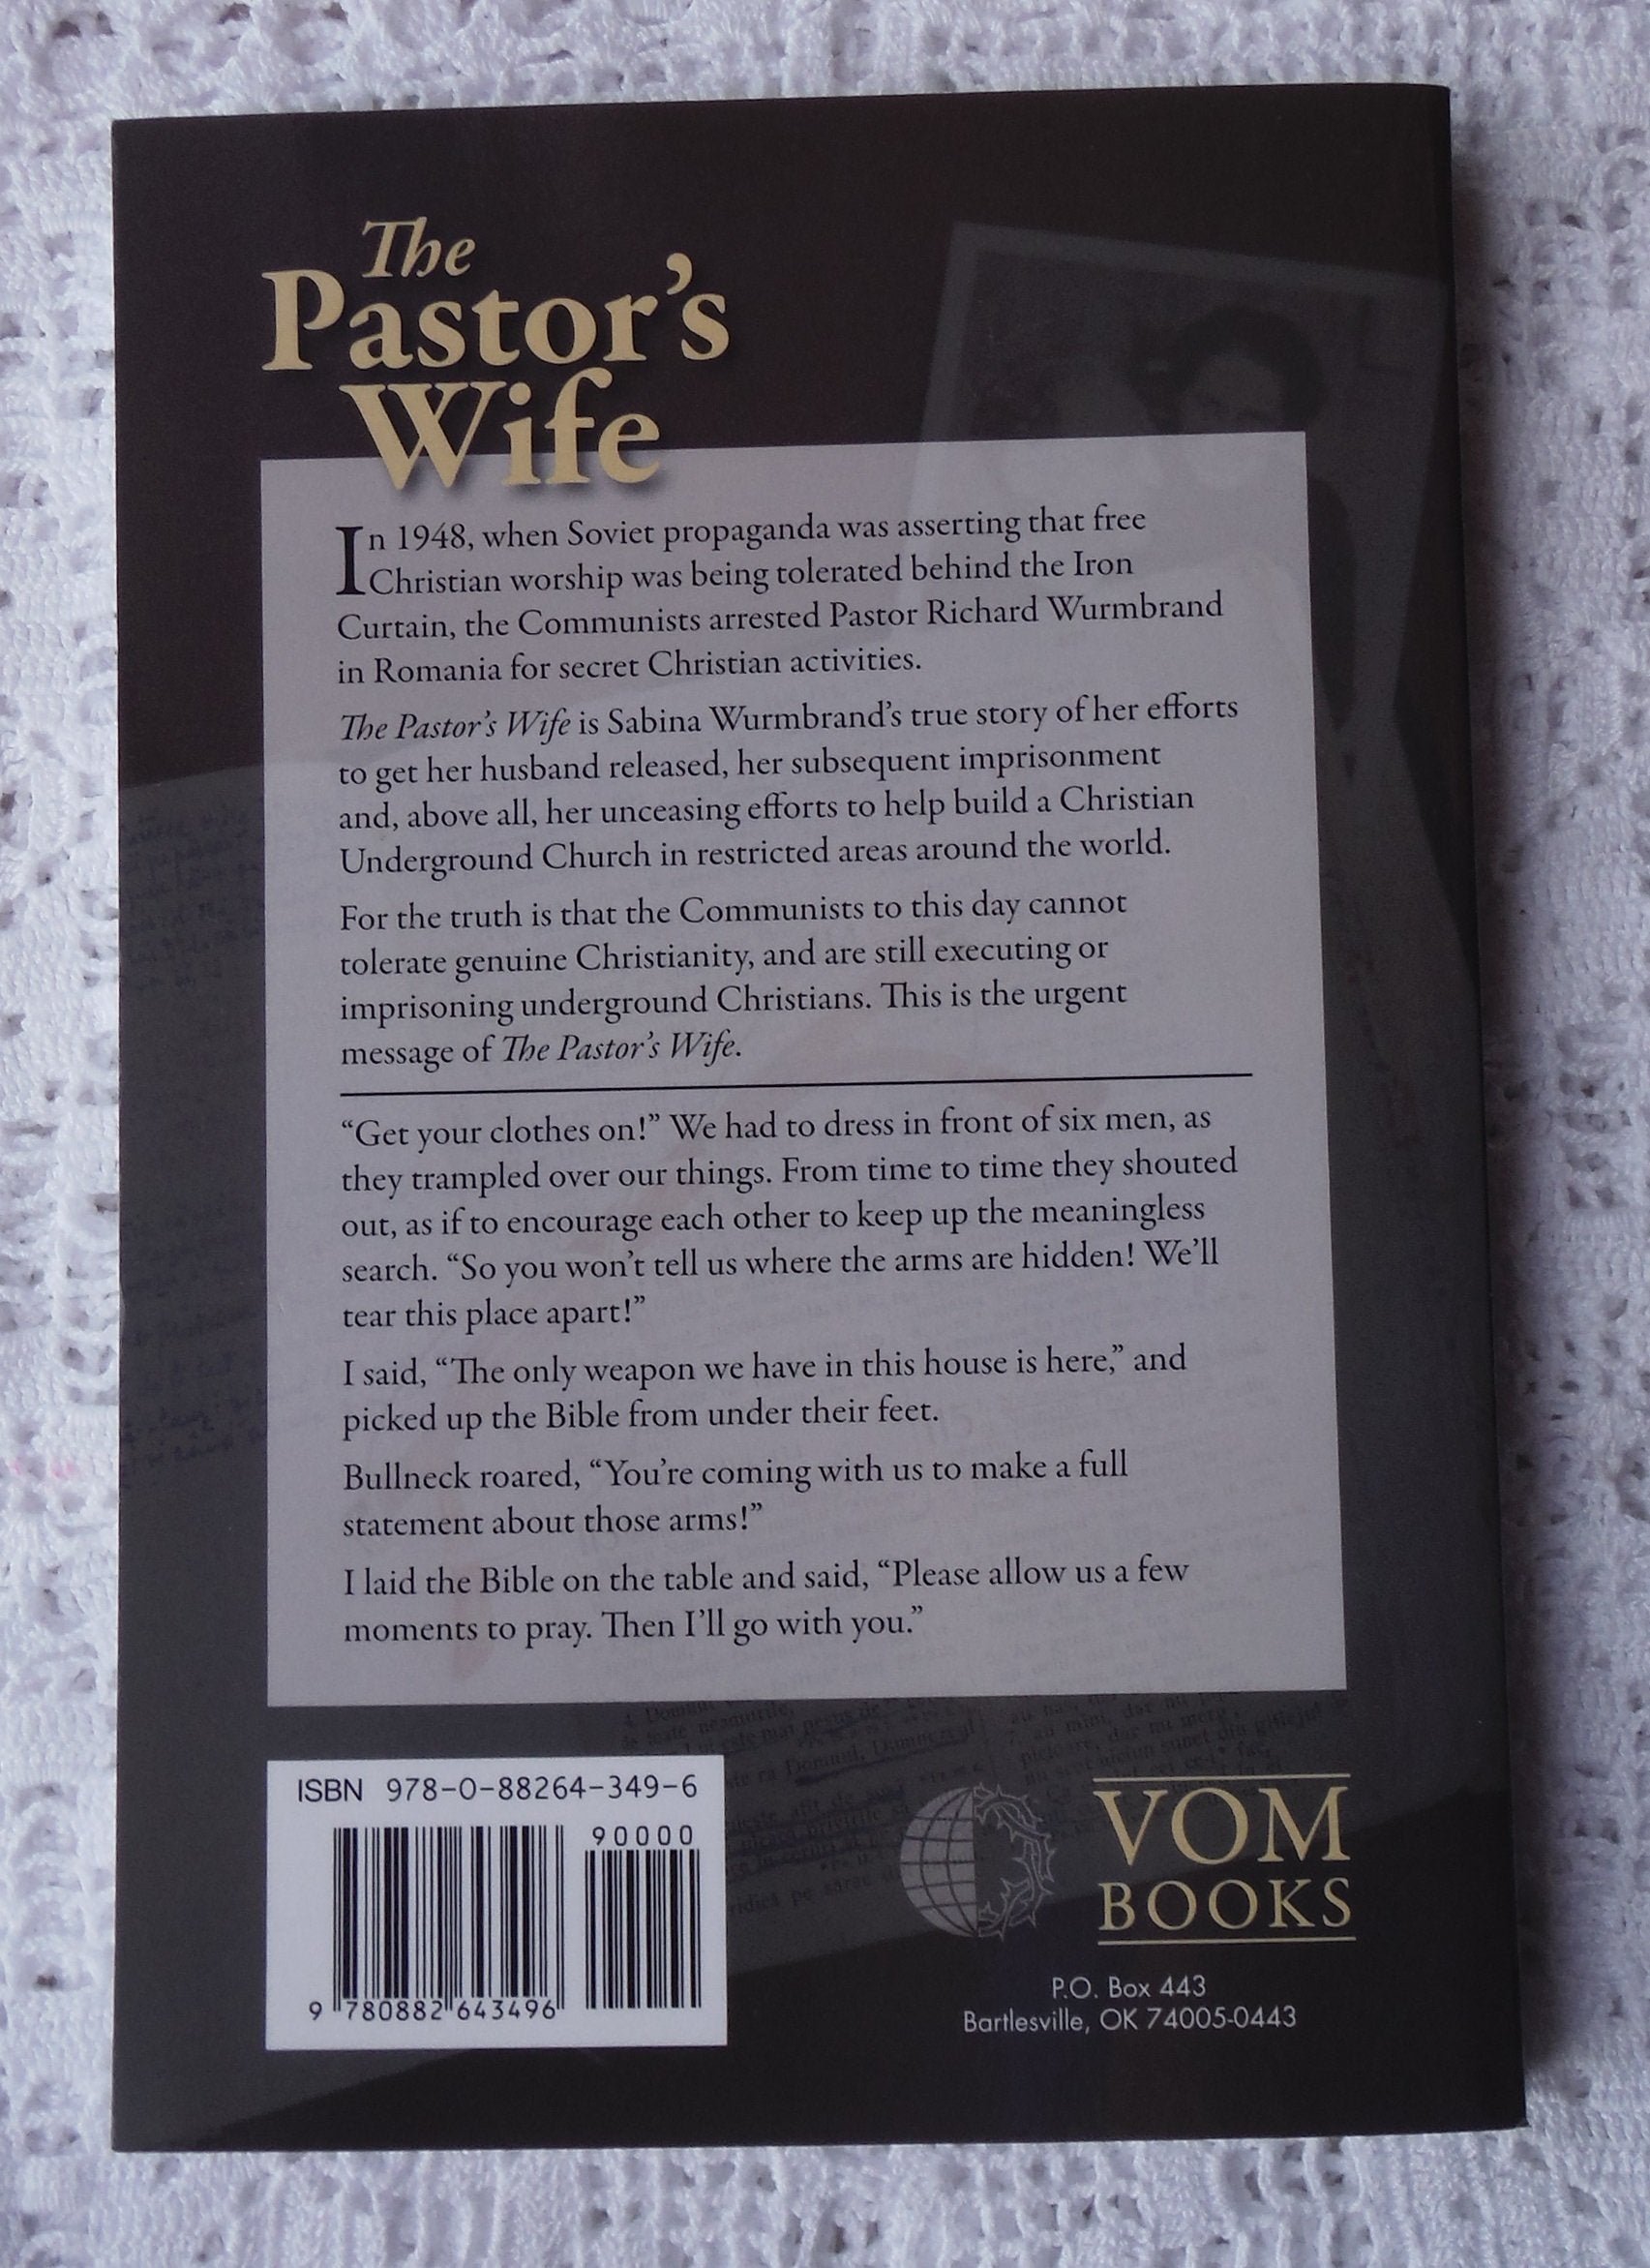 The
Pastor's
Wife
In 1948, when Soviet propaganda was asserting that free
Christian worship was being tolerated behind the Iron
Curtain, the Communists arrested Pastor Richard Wurmbrand
in Romania for secret Christian activities.
The Pastor's Wife is Sabina Wurmbrand's true story of her efforts
to get her husband released, her subsequent imprisonment
and, above all, her unceasing efforts to help build a Christian
Underground Church in restricted areas around the world.
For the truth is that the Communists to this day cannot
tolerate genuine Christianity, and are still executing or
imprisoning underground Christians. This is the urgent
message of The Pastor's Wife.
“Get your clothes on!” We had to dress in front of six men, as
they trampled over our things. From time to time they shouted
out, as if to encourage each other to keep up the meaningless
search. “So you won't tell us where the arms are hidden! We'll
tear this place apart!”
I said, “The only weapon we have in this house is here,” and
picked up the Bible from under their feet.
Bullneck roared, “You're coming with us to make a full
statement about those arms!”
I laid the Bible on the table and said, “Please allow us a few
moments to pray. Then I'll go with you.”
ISBN 978-0-88264-349-6
90000
9 780882 643496
VOM
BOOKS
P.O. Box 443
Bartlesville, OK 74005-0443